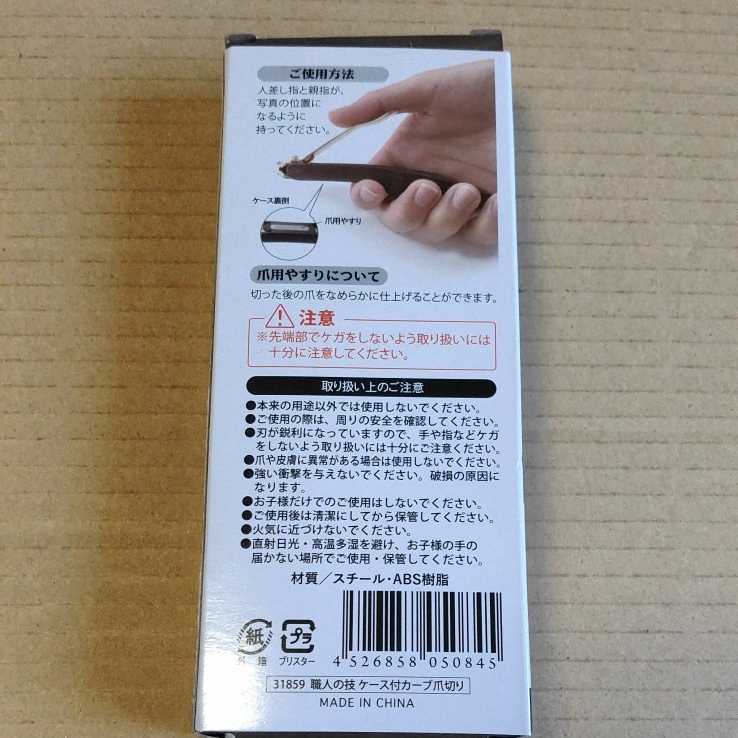 ご使用方法
人差し指と親指が、
写真の位置に
なるように
持ってください。
ケース裏側
爪用やすり
爪用やすりについて
切った後の爪をなめらかに仕上げることができます。
注意
※先端部でケガをしないよう取り扱いには
十分に注意してください。
取り扱い上のご注意
●本来の用途以外では使用しないでください。
●ご使用の際は、周りの安全を確認してください。
●刃が鋭利になっていますので、手や指などケガ
をしないよう取り扱いには十分にご注意ください。
●爪や皮膚に異常がある場合は使用しないでください。
●強い衝撃を与えないでください。破損の原因に
なります。
●お子様だけでのご使用はしないでください。
●ご使用後は清潔にしてから保管してください。
●火気に近づけないでください。
●直射日光・高温多湿を避け、お子様の手の
届かない場所でご使用・保管してください。
材質／スチール・ABS樹脂
紙 プラ
箱 ブリスター
4 526858 050845
31859 職人の技 ケース付カーブ爪切り
MADE IN CHINA